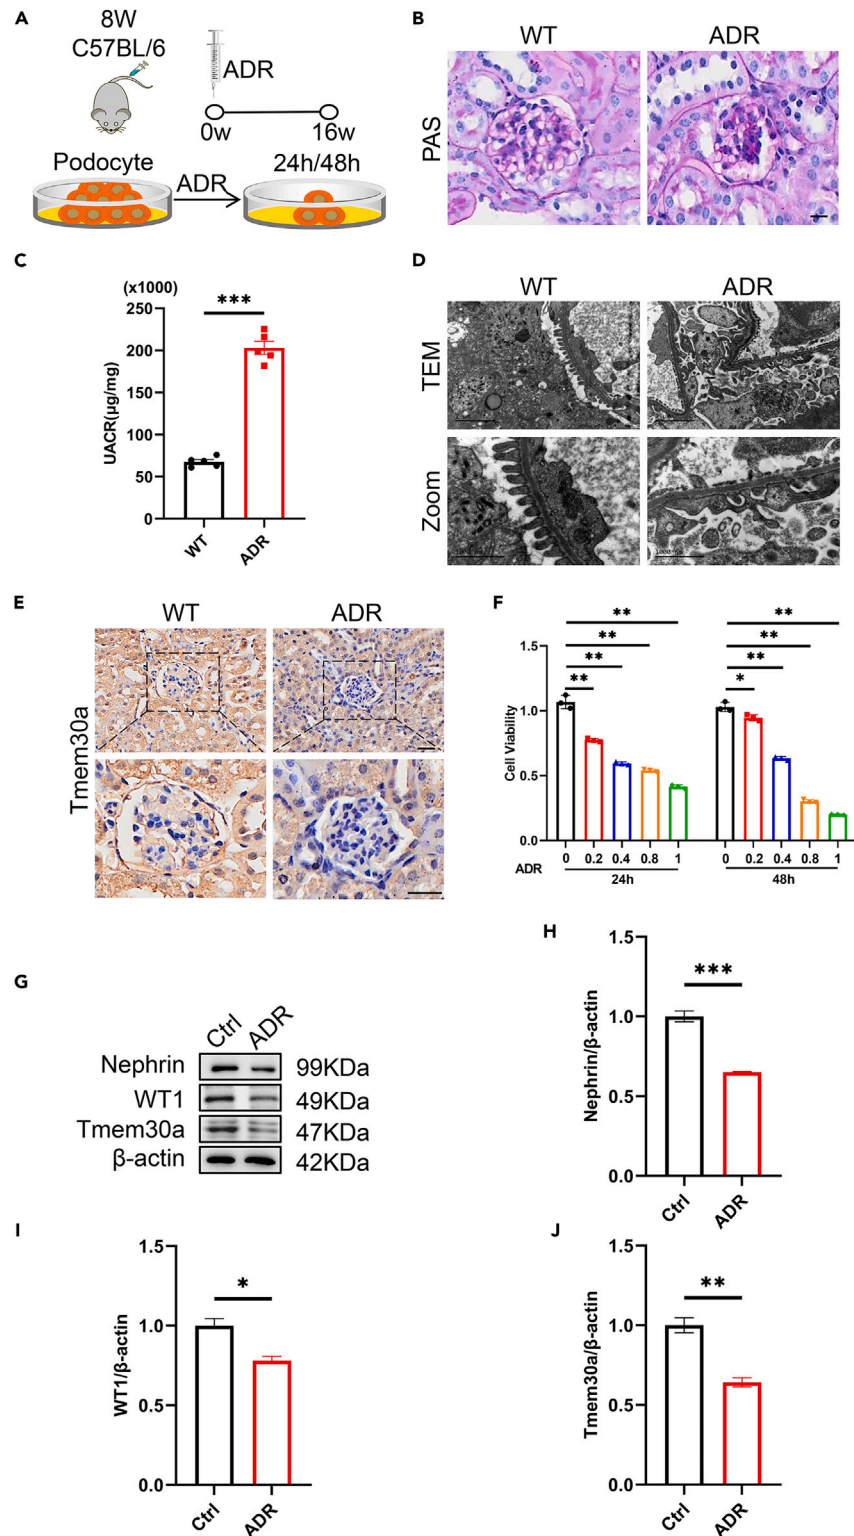 A
8W
C57BL/6
ADR
0w
16w
Podocyte
ADR
24h/48h
B
WT
ADR
PAS
C
(x1000)
UACR(μg/mg)
250
200
150
100
50
0
***
WT
ADR
D
WT
ADR
TEM
Zoom
E
WT
ADR
Tmem30a
F
Cell Viability
1.5
1.0
0.5
0.0
**
**
**
**
**
**
**
*
ADR
0 0.2 0.4 0.8 1
0 0.2 0.4 0.8 1
24h
48h
G
Ctrl
ADR
Nephrin 99KDa
WT1 49KDa
Tmem30a 47KDa
β-actin 42KDa
H
Nephrin/β-actin
1.5
1.0
0.5
0.0
***
Ctrl
ADR
I
WT1/β-actin
1.5
1.0
0.5
0.0
*
Ctrl
ADR
J
Tmem30a/β-actin
1.5
1.0
0.5
0.0
**
Ctrl
ADR